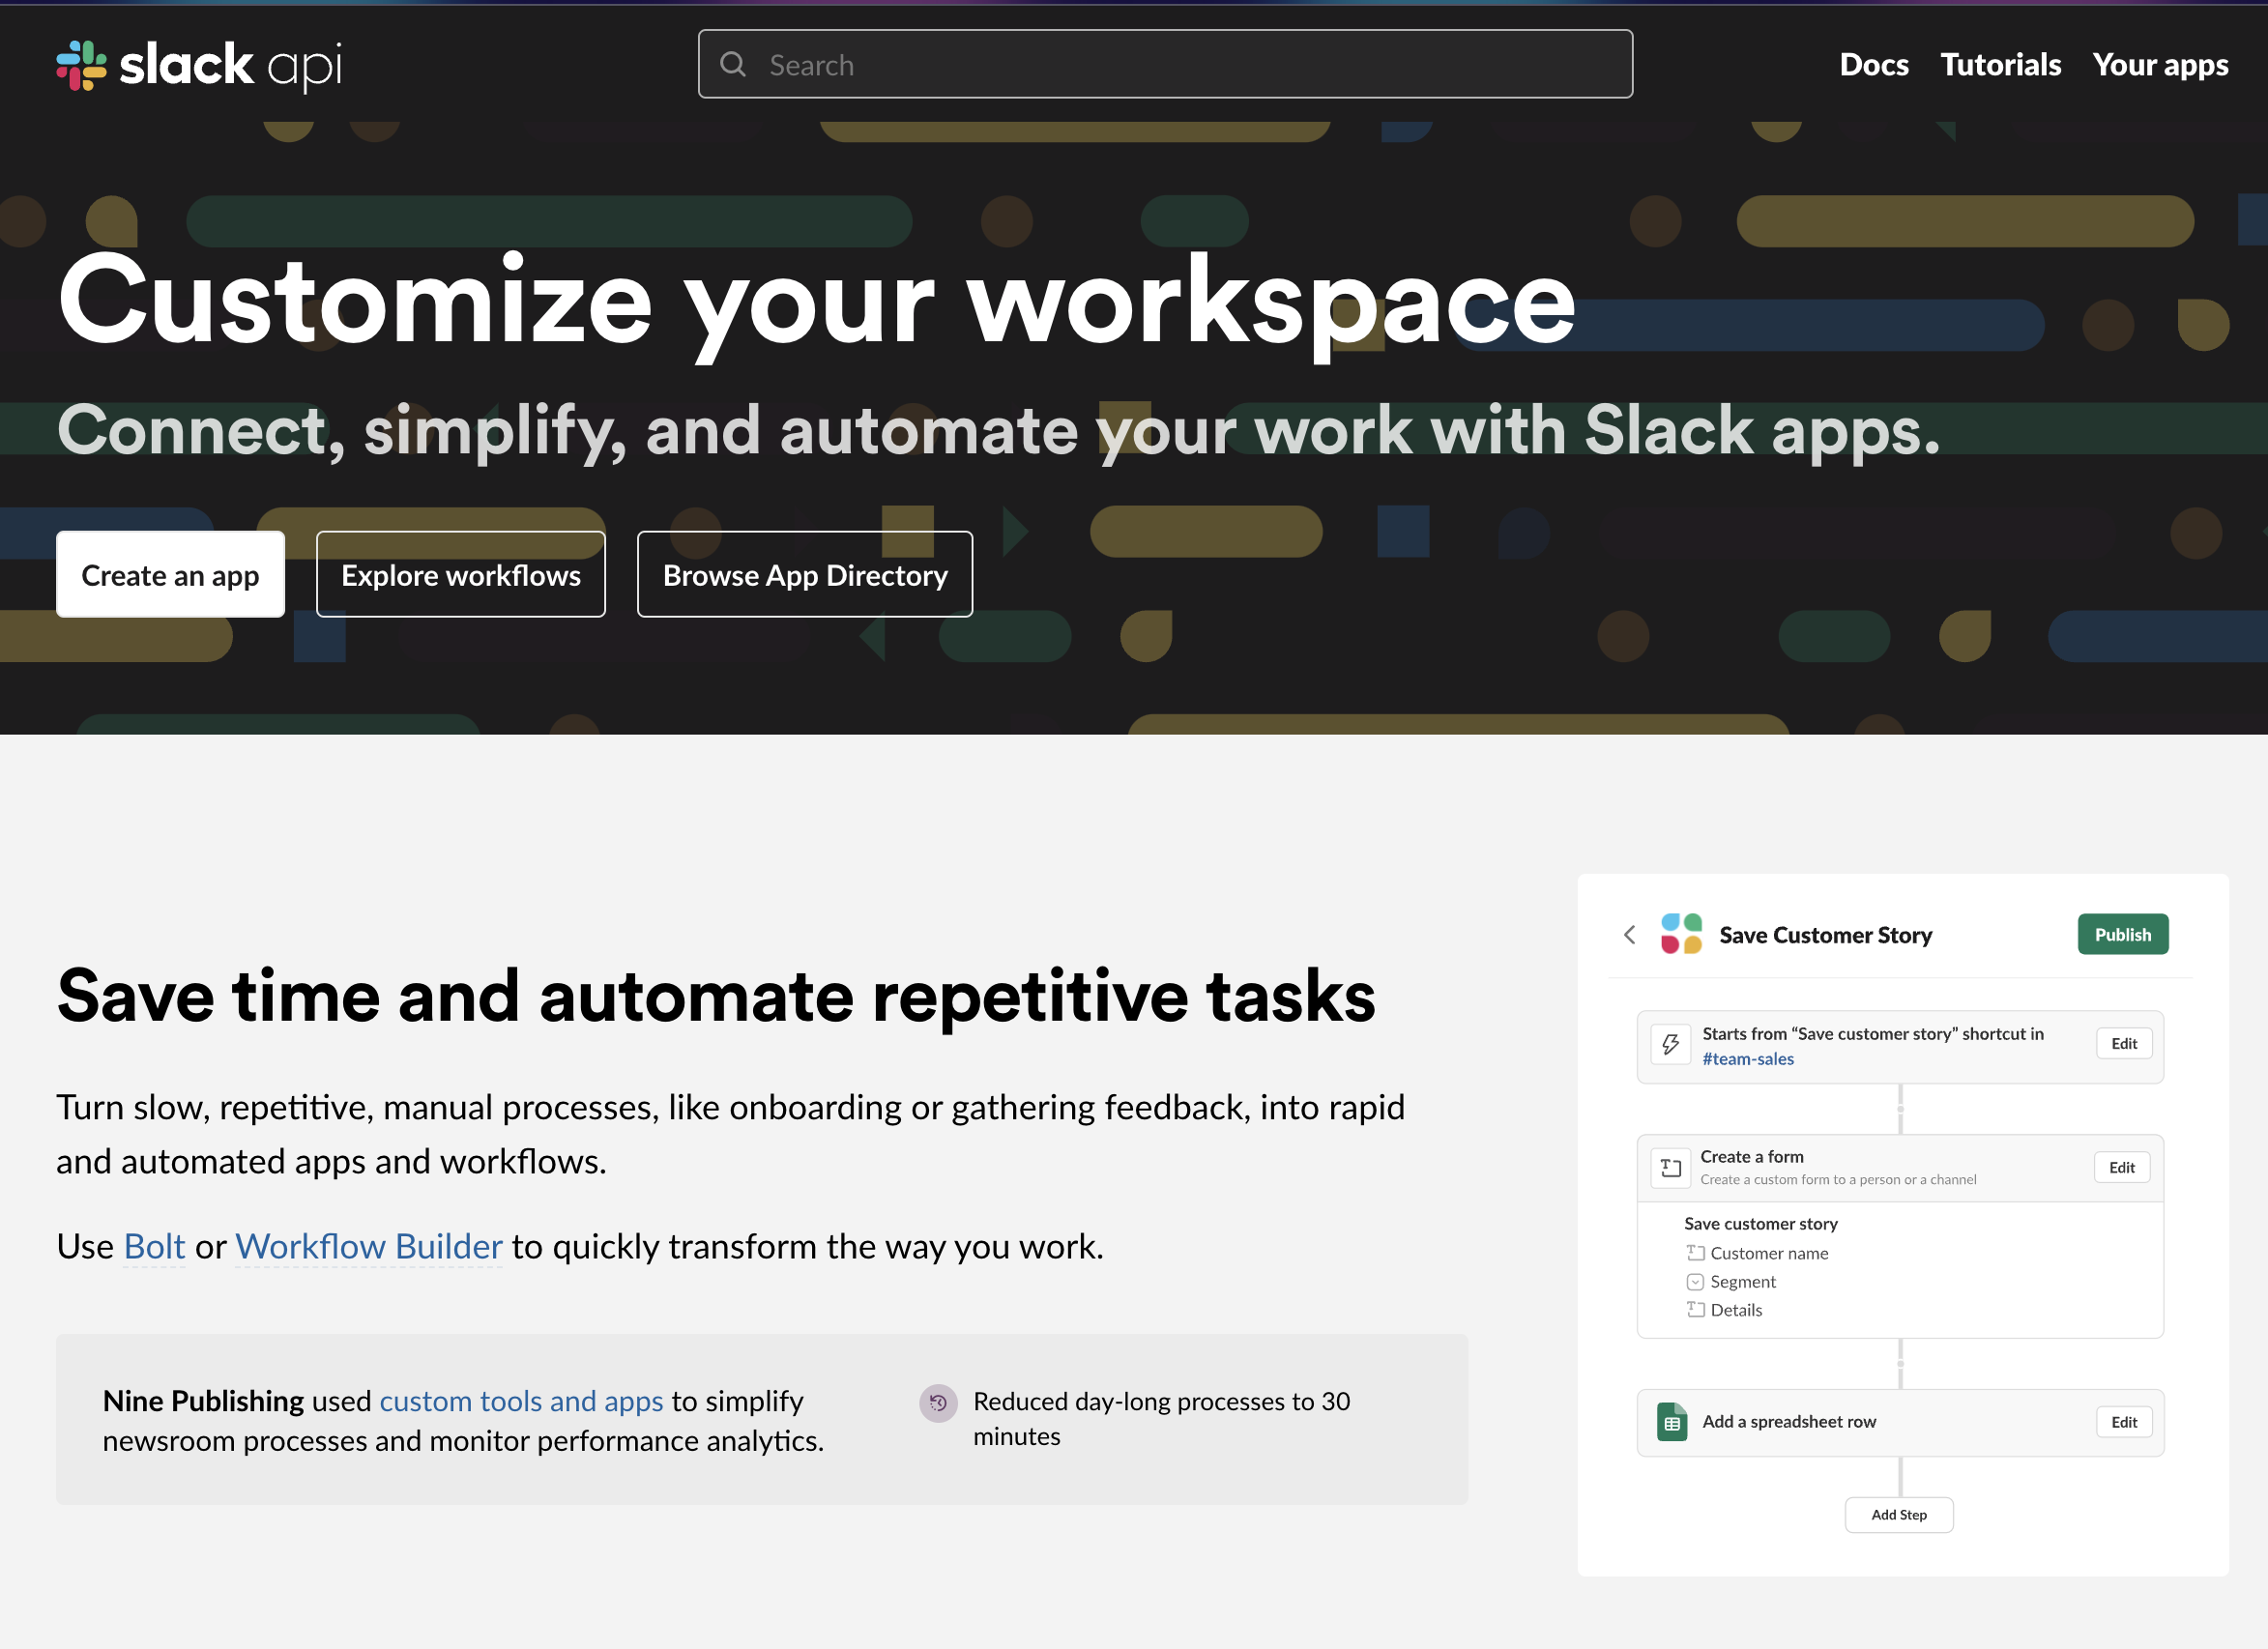 slack api
Search
Docs Tutorials Your apps
Customize your workspace
Connect, simplify, and automate your work with Slack apps.
Create an app
Explore workflows
Browse App Directory
Save time and automate repetitive tasks
Turn slow, repetitive, manual processes, like onboarding or gathering feedback, into rapid
and automated apps and workflows.
Use Bolt or Workflow Builder to quickly transform the way you work.
Nine Publishing used custom tools and apps to simplify
newsroom processes and monitor performance analytics.
Reduced day-long processes to 30
minutes
Save Customer Story
Publish
Starts from “Save customer story” shortcut in
#team-sales
Edit
Create a form
Create a custom form to a person or a channel
Edit
Save customer story
Customer name
Segment
Details
Add a spreadsheet row
Edit
Add Step